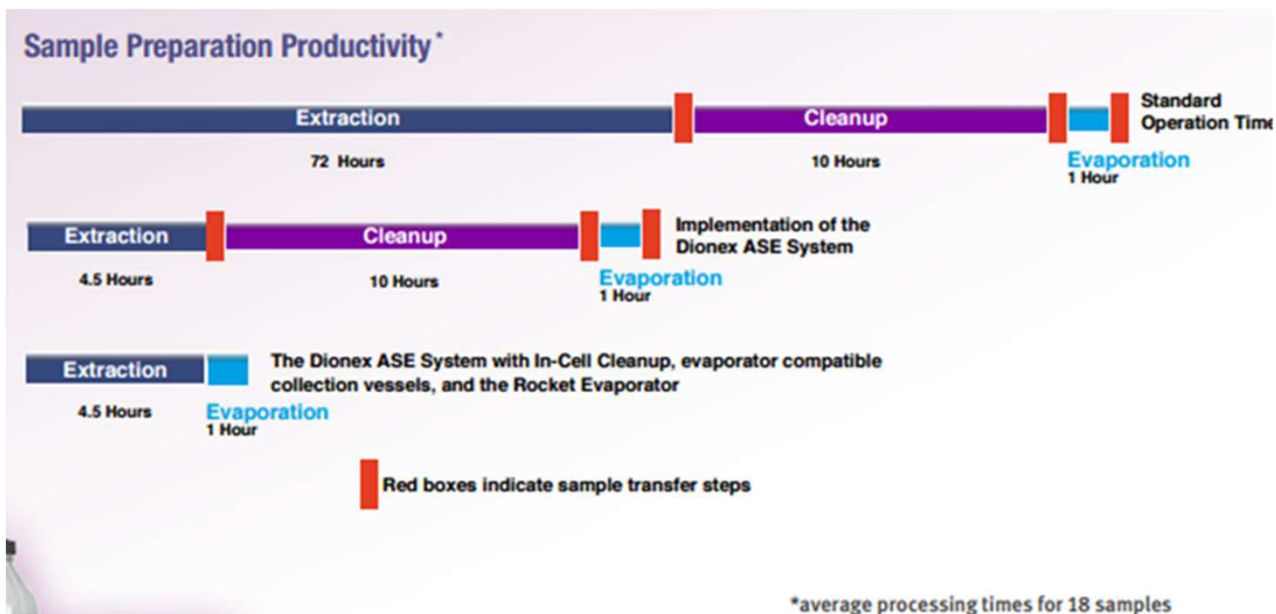 Sample Preparation Productivity*
Extraction
Cleanup
Standard
Operation Time
72 Hours
10 Hours
Evaporation
1 Hour
Extraction
Cleanup
Implementation of the
Dionex ASE System
4.5 Hours
10 Hours
Evaporation
1 Hour
Extraction
The Dionex ASE System with In-Cell Cleanup, evaporator compatible
collection vessels, and the Rocket Evaporator
4.5 Hours
Evaporation
1 Hour
Red boxes indicate sample transfer steps
*average processing times for 18 samples